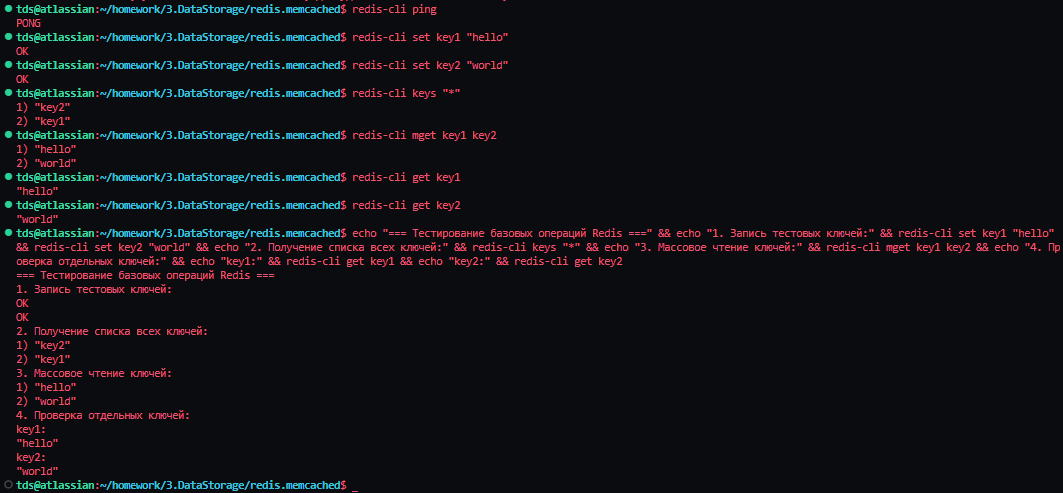 tds@atlassian:~/homework/3.DataStorage/redis.memcached$ redis-cli ping
PONG
tds@atlassian:~/homework/3.DataStorage/redis.memcached$ redis-cli set key1 "hello"
OK
tds@atlassian:~/homework/3.DataStorage/redis.memcached$ redis-cli set key2 "world"
OK
tds@atlassian:~/homework/3.DataStorage/redis.memcached$ redis-cli keys "*"
1) "key2"
2) "key1"
tds@atlassian:~/homework/3.DataStorage/redis.memcached$ redis-cli mget key1 key2
1) "hello"
2) "world"
tds@atlassian:~/homework/3.DataStorage/redis.memcached$ redis-cli get key1
"hello"
tds@atlassian:~/homework/3.DataStorage/redis.memcached$ redis-cli get key2
"world"
tds@atlassian:~/homework/3.DataStorage/redis.memcached$ echo "=== Тестирование базовых операций Redis ===" && echo "1. Запись тестовых ключей:" && redis-cli set key1 "hello"
&& redis-cli set key2 "world" && echo "2. Получение списка всех ключей:" && redis-cli keys "*" && echo "3. Массовое чтение ключей:" && redis-cli mget key1 key2 && echo "4. Пр
оверка отдельных ключей:" && echo "key1:" && redis-cli get key1 && echo "key2:" && redis-cli get key2
=== Тестирование базовых операций Redis ===
1. Запись тестовых ключей:
OK
OK
2. Получение списка всех ключей:
1) "key2"
2) "key1"
3. Массовое чтение ключей:
1) "hello"
2) "world"
4. Проверка отдельных ключей:
key1:
"hello"
key2:
"world"
tds@atlassian:~/homework/3.DataStorage/redis.memcached$ _